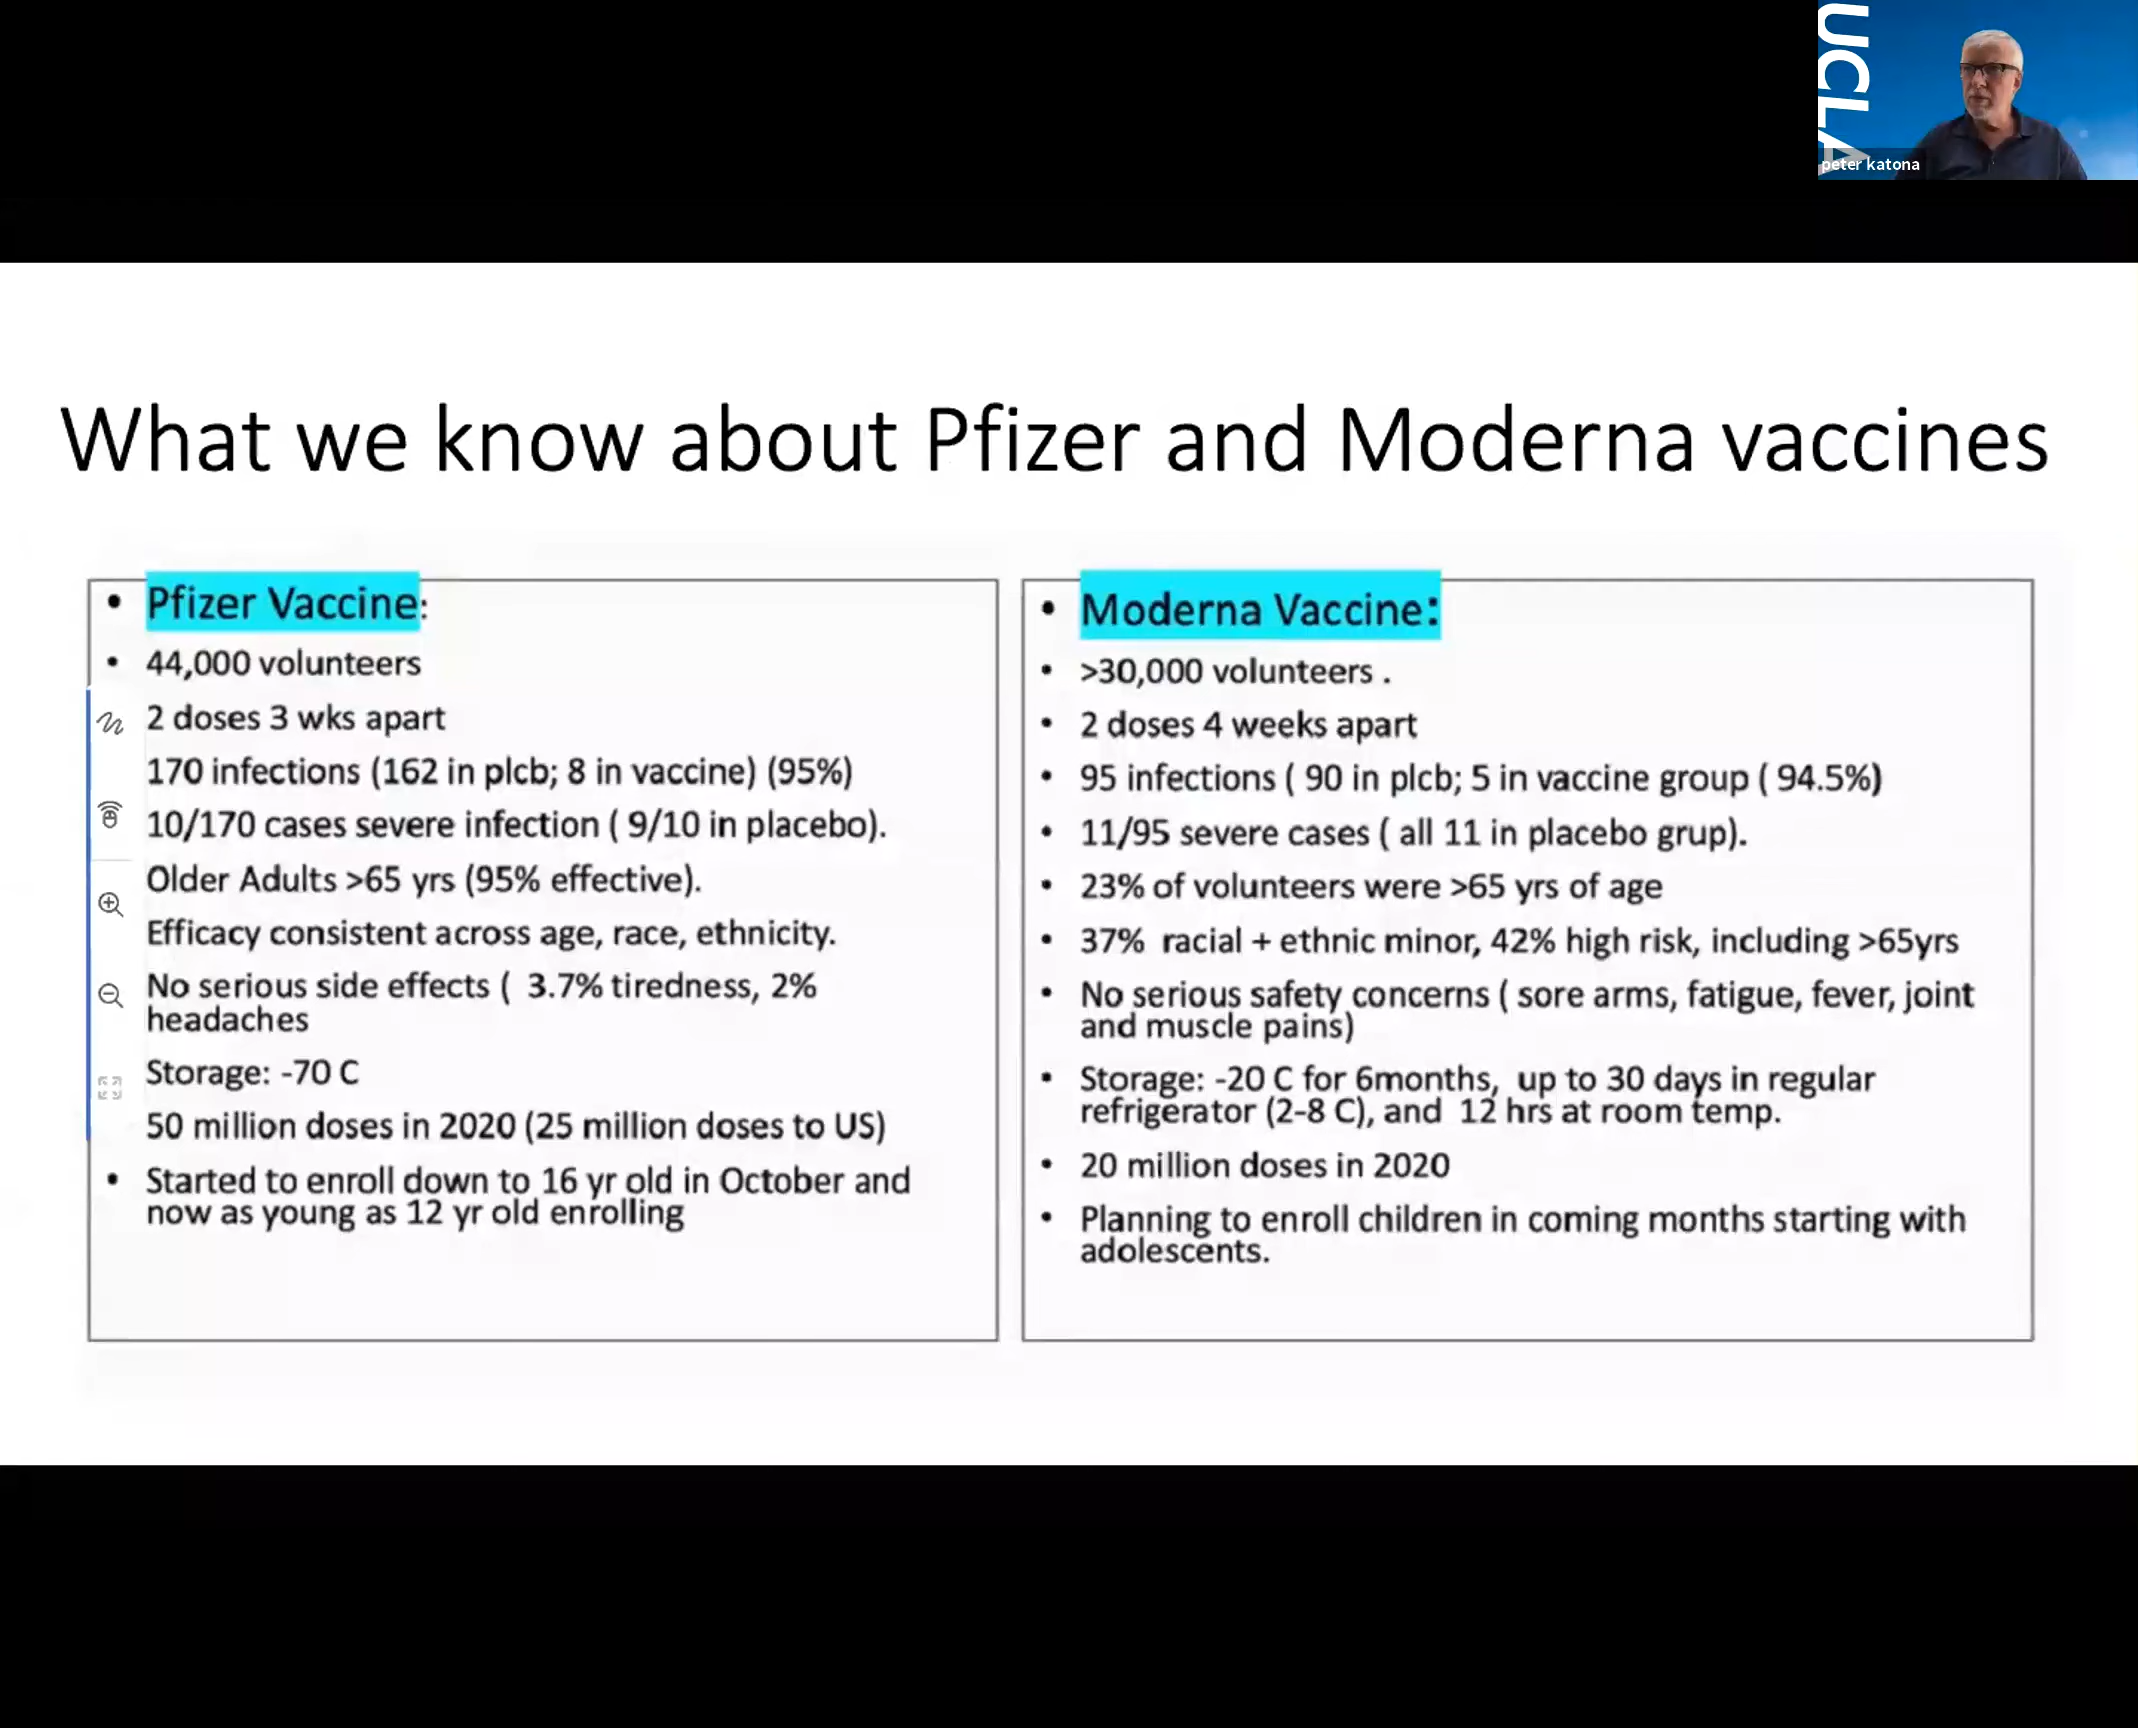 UCLA
peter katona
What we know about Pfizer and Moderna vaccines
• Pfizer Vaccine:
• 44,000 volunteers
2 doses 3 wks apart
170 infections (162 in plcb; 8 in vaccine) (95%)
10/170 cases severe infection ( 9/10 in placebo).
Older Adults >65 yrs (95% effective).
Efficacy consistent across age, race, ethnicity.
No serious side effects ( 3.7% tiredness, 2%
headaches
Storage: -70 C
50 million doses in 2020 (25 million doses to US)
• Started to enroll down to 16 yr old in October and
now as young as 12 yr old enrolling
• Moderna Vaccine:
• >30,000 volunteers .
• 2 doses 4 weeks apart
• 95 infections ( 90 in plcb; 5 in vaccine group ( 94.5%)
• 11/95 severe cases ( all 11 in placebo grup).
• 23% of volunteers were >65 yrs of age
• 37% racial + ethnic minor, 42% high risk, including >65yrs
• No serious safety concerns ( sore arms, fatigue, fever, joint
and muscle pains)
• Storage: -20 C for 6months, up to 30 days in regular
refrigerator (2-8 C), and 12 hrs at room temp.
• 20 million doses in 2020
• Planning to enroll children in coming months starting with
adolescents.